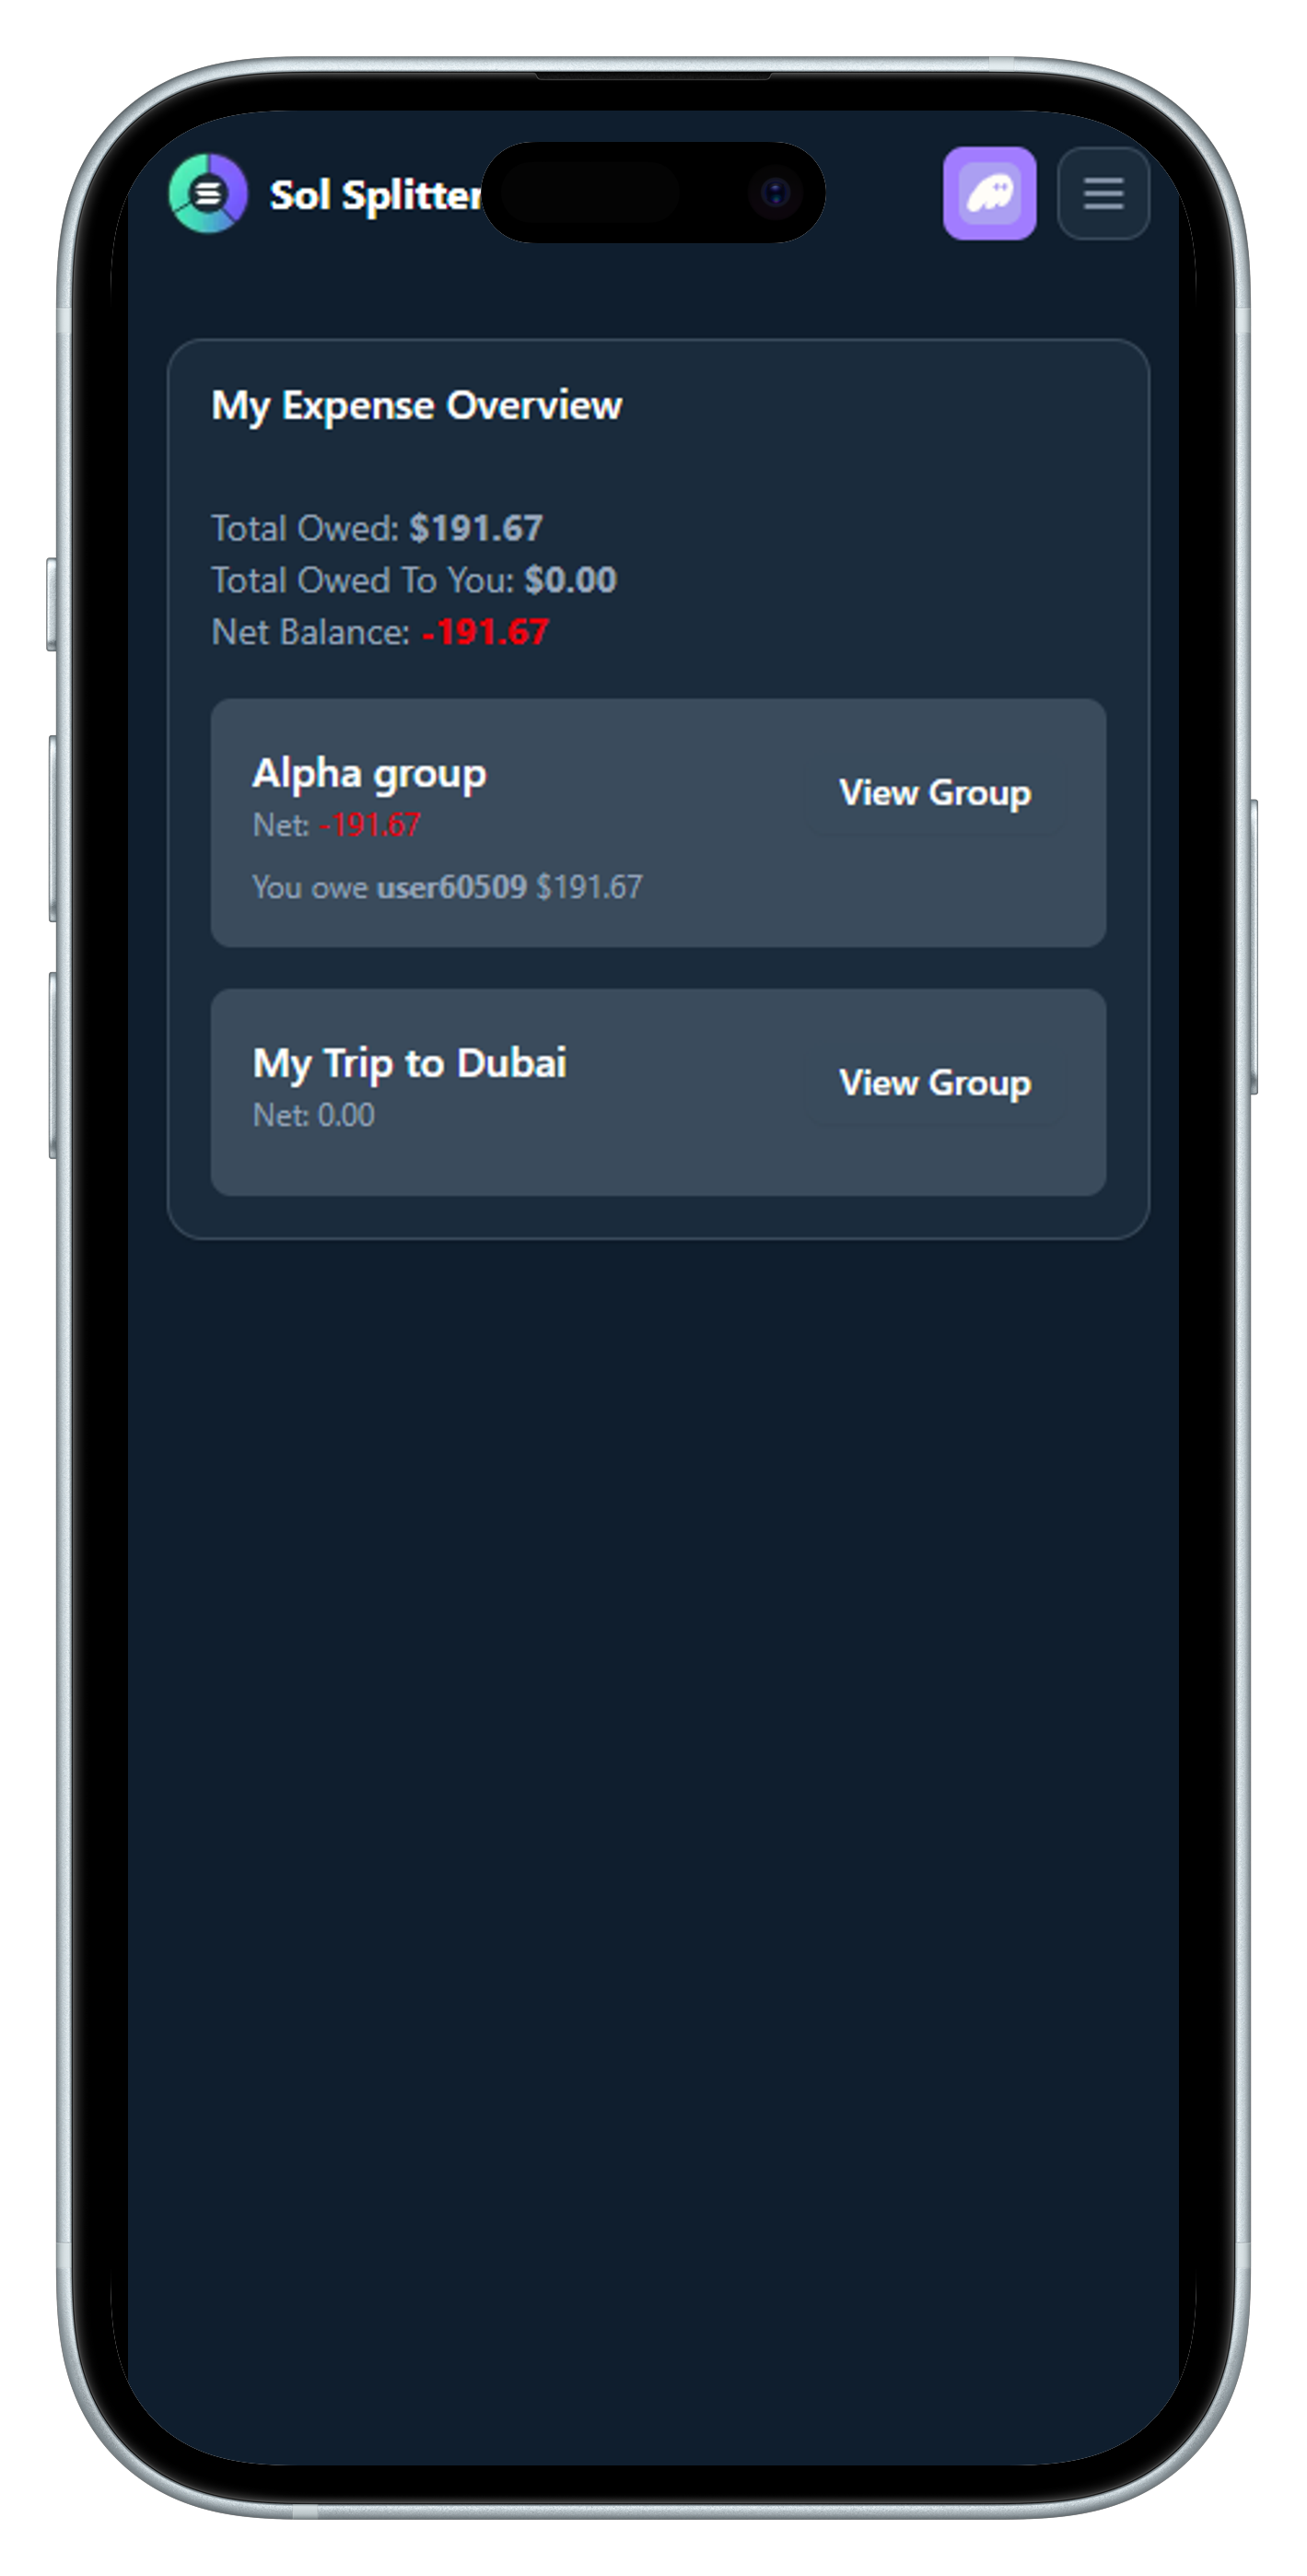 Sol Splitter
My Expense Overview
Total Owed: $191.67
Total Owed To You: $0.00
Net Balance: -191.67
Alpha group
View Group
Net: -191.67
You owe user60509 $191.67
My Trip to Dubai
View Group
Net: 0.00